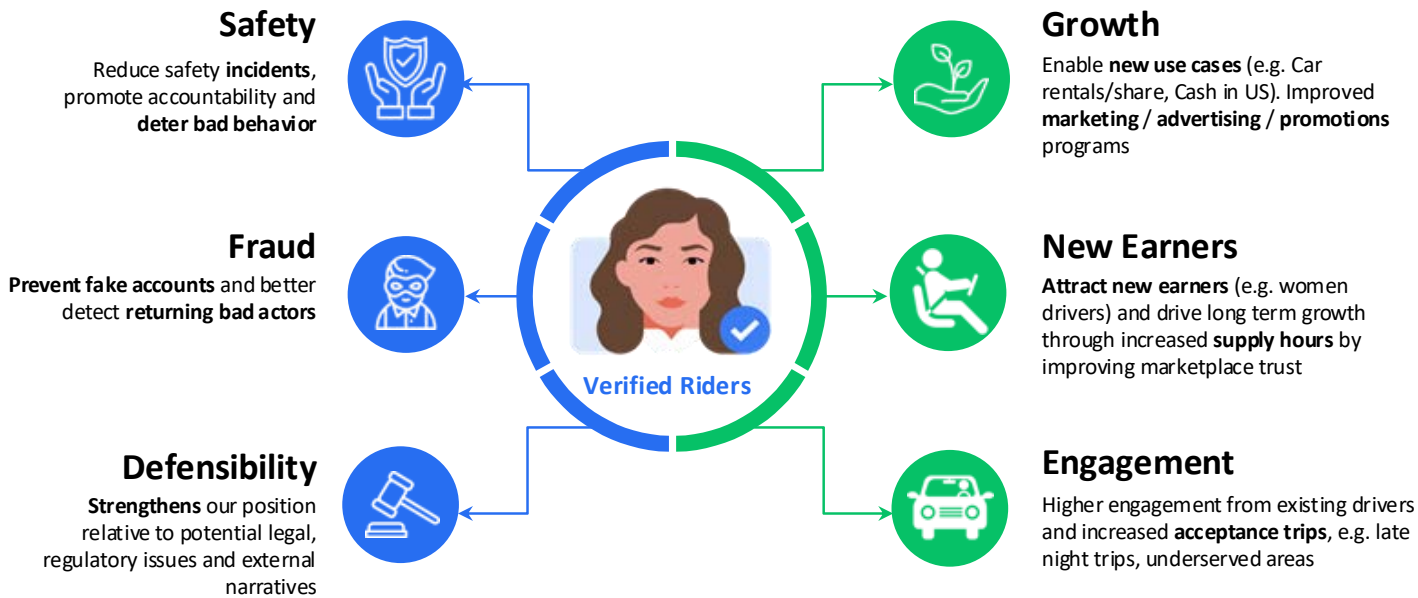 Safety
Reduce safety incidents,
promote accountability and
deter bad behavior
Fraud
Prevent fake accounts and better
detect returning bad actors
Defensibility
Strengthens our position
relative to potential legal,
regulatory issues and external
narratives
Verified Riders
Growth
Enable new use cases (e.g. Car
rentals/share, Cash in US). Improved
marketing / advertising / promotions
programs
New Earners
Attract new earners (e.g. women
drivers) and drive long term growth
through increased supply hours by
improving marketplace trust
Engagement
Higher engagement from existing drivers
and increased acceptance trips, e.g. late
night trips, underserved areas